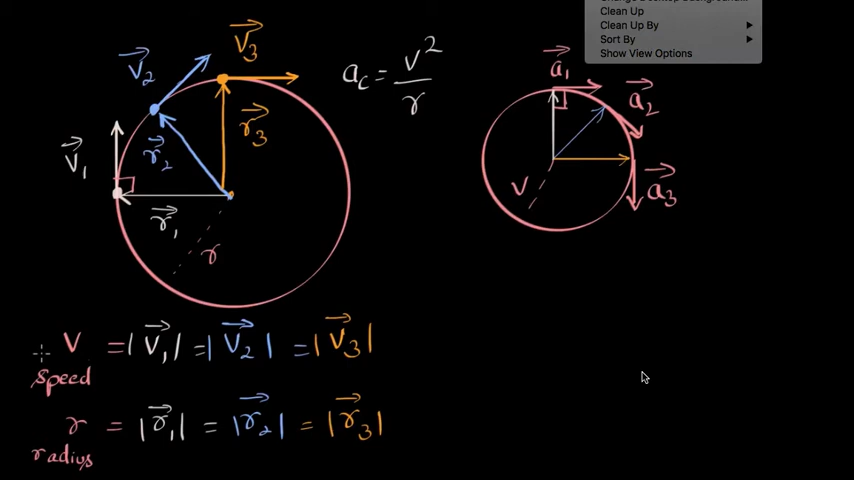 Clean Up
Clean Up By
Sort By
Show View Options
v⃗₃
v⃗₂
a꜀ = v²/r
a⃗₁
a⃗₂
r⃗₃
r⃗₂
v⃗₁
a⃗₃
v
r⃗₁
r
v = |v⃗₁| = |v⃗₂| = |v⃗₃|
speed
r = |r⃗₁| = |r⃗₂| = |r⃗₃|
radius